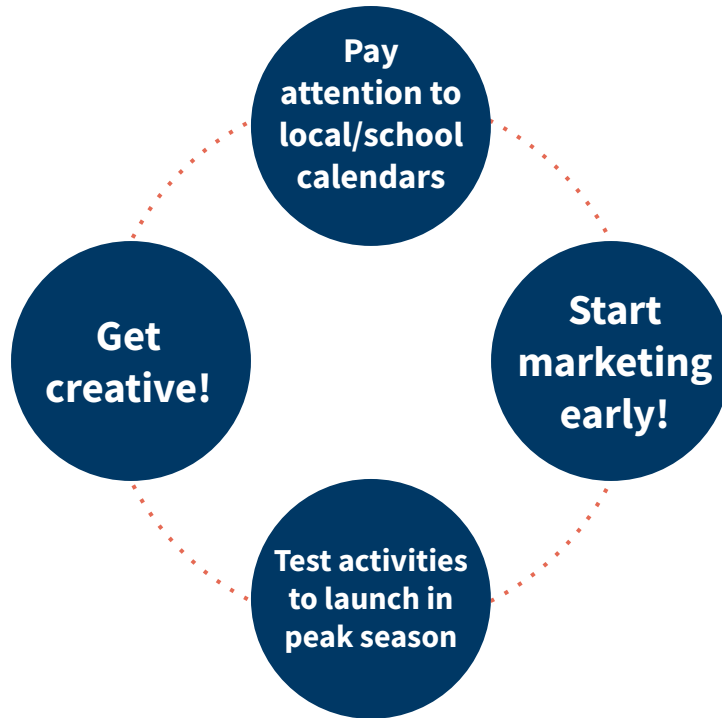 Pay
attention to
local/school
calendars
Get
creative!
Start
marketing
early!
Test activities
to launch in
peak season